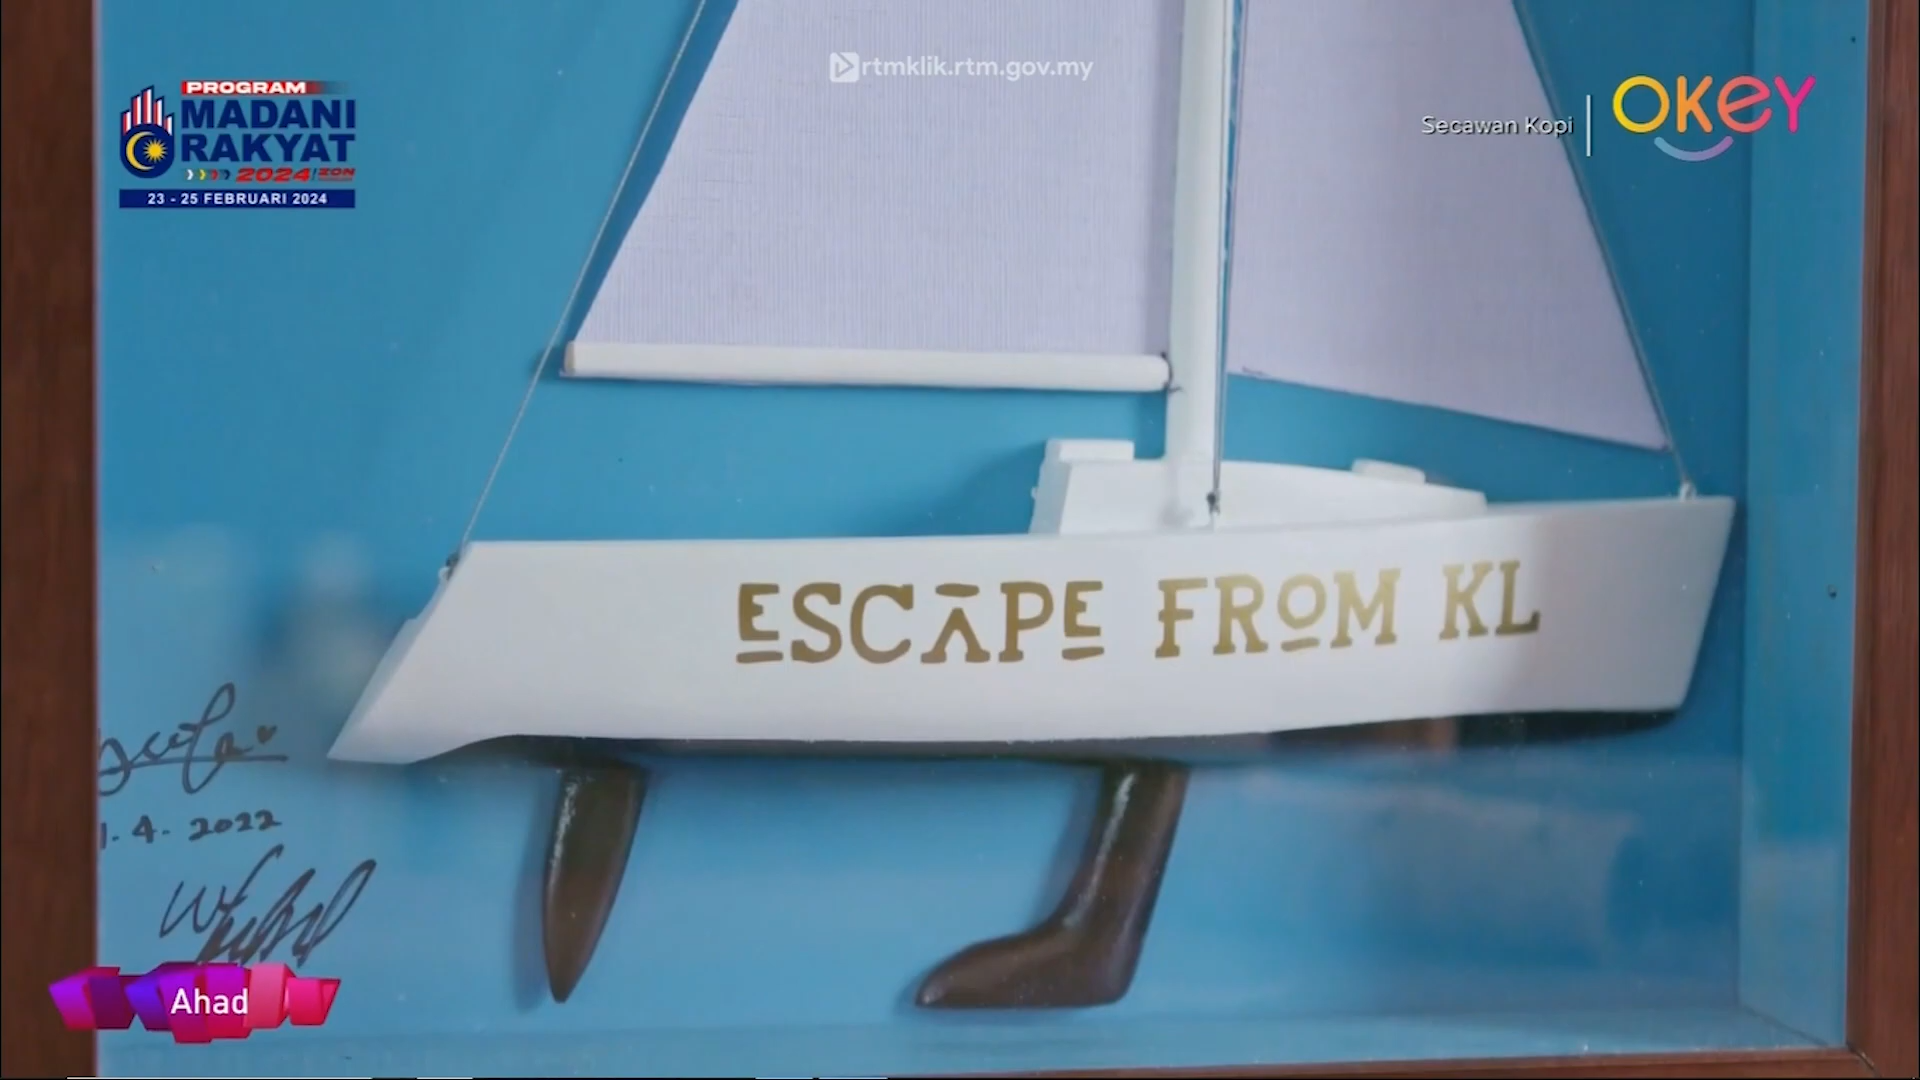 rtmklik.rtm.gov.my
PROGRAM
MADANI
RAKYAT
2024 ZON
23 - 25 FEBRUARI 2024
Secawan Kopi
OKEY
ESCAPE FROM KL
1.4.2022
Ahad